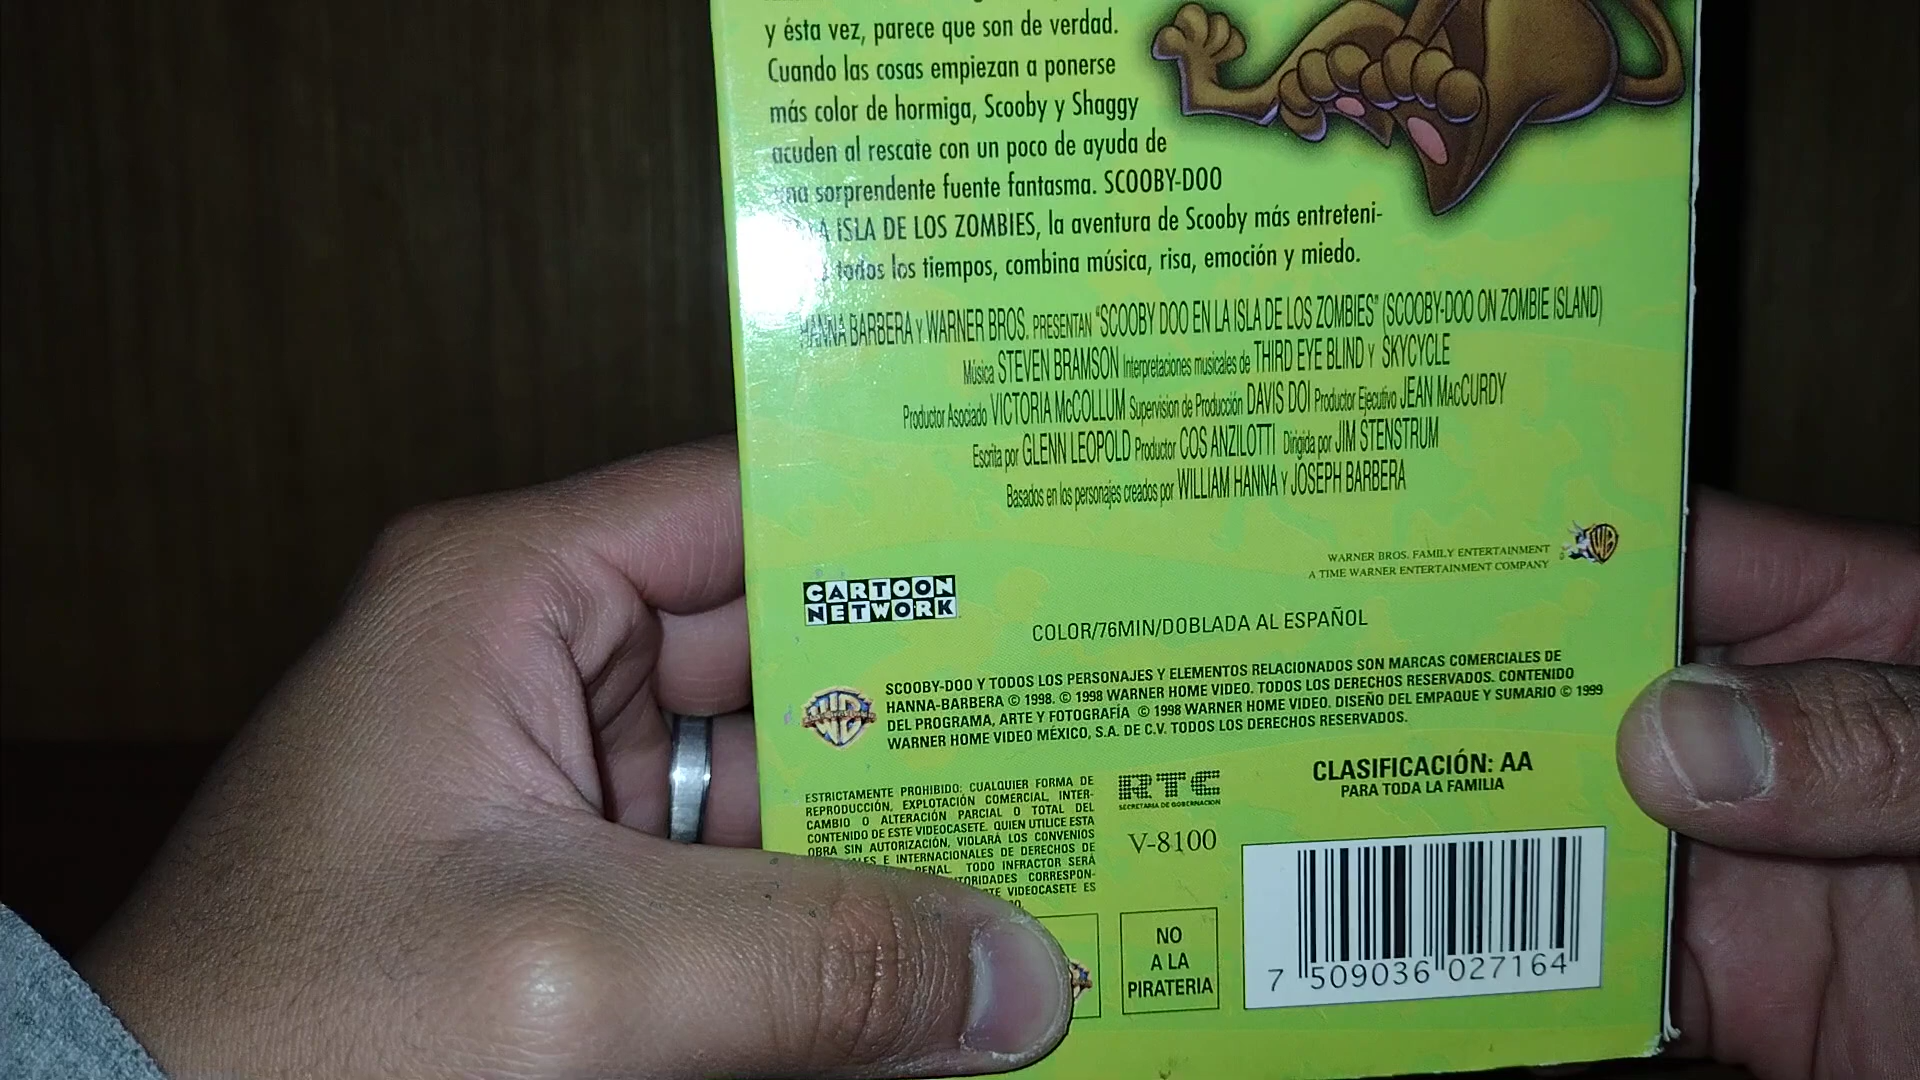 y ésta vez, parece que son de verdad.
Cuando las cosas empiezan a ponerse
más color de hormiga, Scooby y Shaggy
acuden al rescate con un poco de ayuda de
sorprendente fuente fantasma. SCOOBY-DOO
ISLA DE LOS ZOMBIES, la aventura de Scooby más entreteni-
todos los tiempos, combina música, risa, emoción y miedo.
HANNA BARBERA Y WARNER BROS. PRESENTAN "SCOOBY DOO EN LA ISLA DE LOS ZOMBIES" (SCOOBY-DOO ON ZOMBIE ISLAND)
Música STEVEN BRAMSON Interpretaciones musicales de THIRD EYE BLIND Y SKYCYCLE
Productor Asociado VICTORIA McCOLLUM Supervision de Producción DAVIS DOI Productor Ejecutivo JEAN MacCURDY
Escrita por GLENN LEOPOLD Productor COS ANZILOTTI Dirigida por JIM STENSTRUM
Basados en los personajes creados por WILLIAM HANNA Y JOSEPH BARBERA
WARNER BROS. FAMILY ENTERTAINMENT
A TIME WARNER ENTERTAINMENT COMPANY
CARTOON
NETWORK
COLOR/76MIN/DOBLADA AL ESPAÑOL
SCOOBY-DOO Y TODOS LOS PERSONAJES Y ELEMENTOS RELACIONADOS SON MARCAS COMERCIALES DE
HANNA-BARBERA © 1998. © 1998 WARNER HOME VIDEO. TODOS LOS DERECHOS RESERVADOS. CONTENIDO
DEL PROGRAMA, ARTE Y FOTOGRAFÍA © 1998 WARNER HOME VIDEO. DISEÑO DEL EMPAQUE Y SUMARIO © 1999
WARNER HOME VIDEO MÉXICO, S.A. DE C.V. TODOS LOS DERECHOS RESERVADOS.
ESTRICTAMENTE PROHIBIDO: CUALQUIER FORMA DE
REPRODUCCIÓN, EXPLOTACIÓN COMERCIAL, INTER-
CAMBIO O ALTERACIÓN PARCIAL O TOTAL DEL
CONTENIDO DE ESTE VIDEOCASETE. QUIEN UTILICE ESTA
OBRA SIN AUTORIZACIÓN, VIOLARÁ LOS CONVENIOS
E INTERNACIONALES DE DERECHOS DE
PENAL. TODO INFRACTOR SERÁ
CORRESPON-
VIDEOCASETE ES
RTC
SECRETARIA DE GOBERNACION
V-8100
CLASIFICACIÓN: AA
PARA TODA LA FAMILIA
NO
A LA
PIRATERIA
7 509036 027164